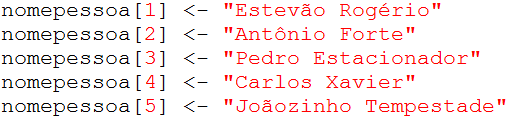 nomepessoa[1] <- "Estevão Rogério"
nomepessoa[2] <- "Antônio Forte"
nomepessoa[3] <- "Pedro Estacionador"
nomepessoa[4] <- "Carlos Xavier"
nomepessoa[5] <- "Joãozinho Tempestade"